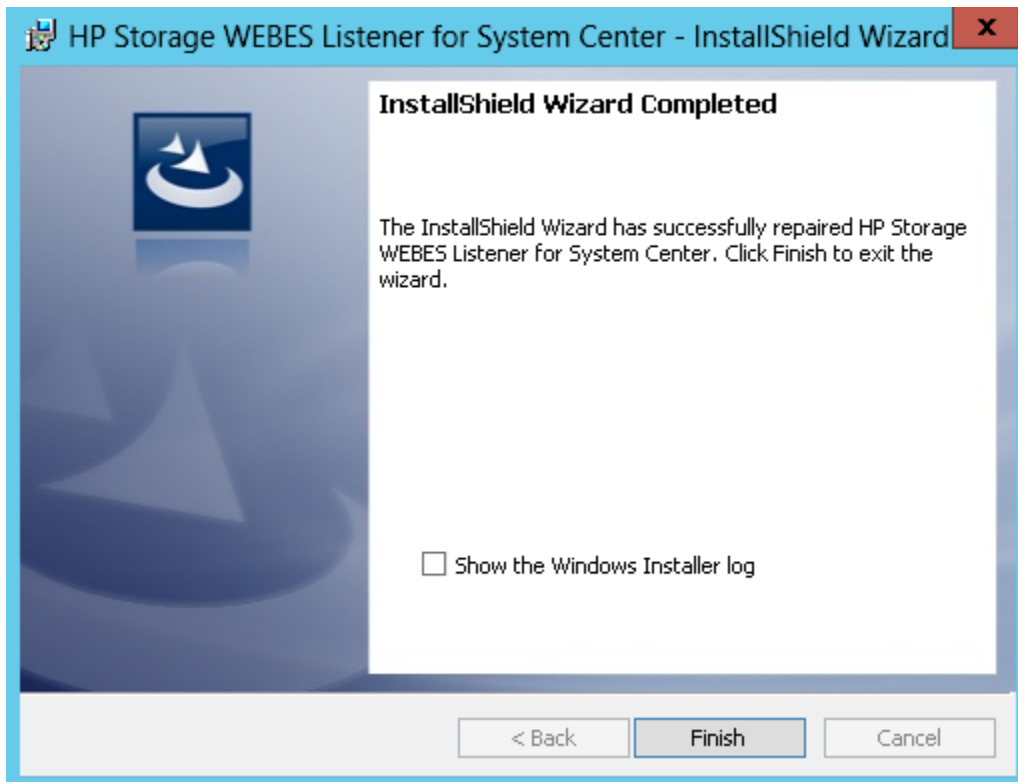 HP Storage WEBES Listener for System Center - InstallShield Wizard
x
InstallShield Wizard Completed
The InstallShield Wizard has successfully repaired HP Storage
WEBES Listener for System Center. Click Finish to exit the
wizard.
Show the Windows Installer log
< Back
Finish
Cancel